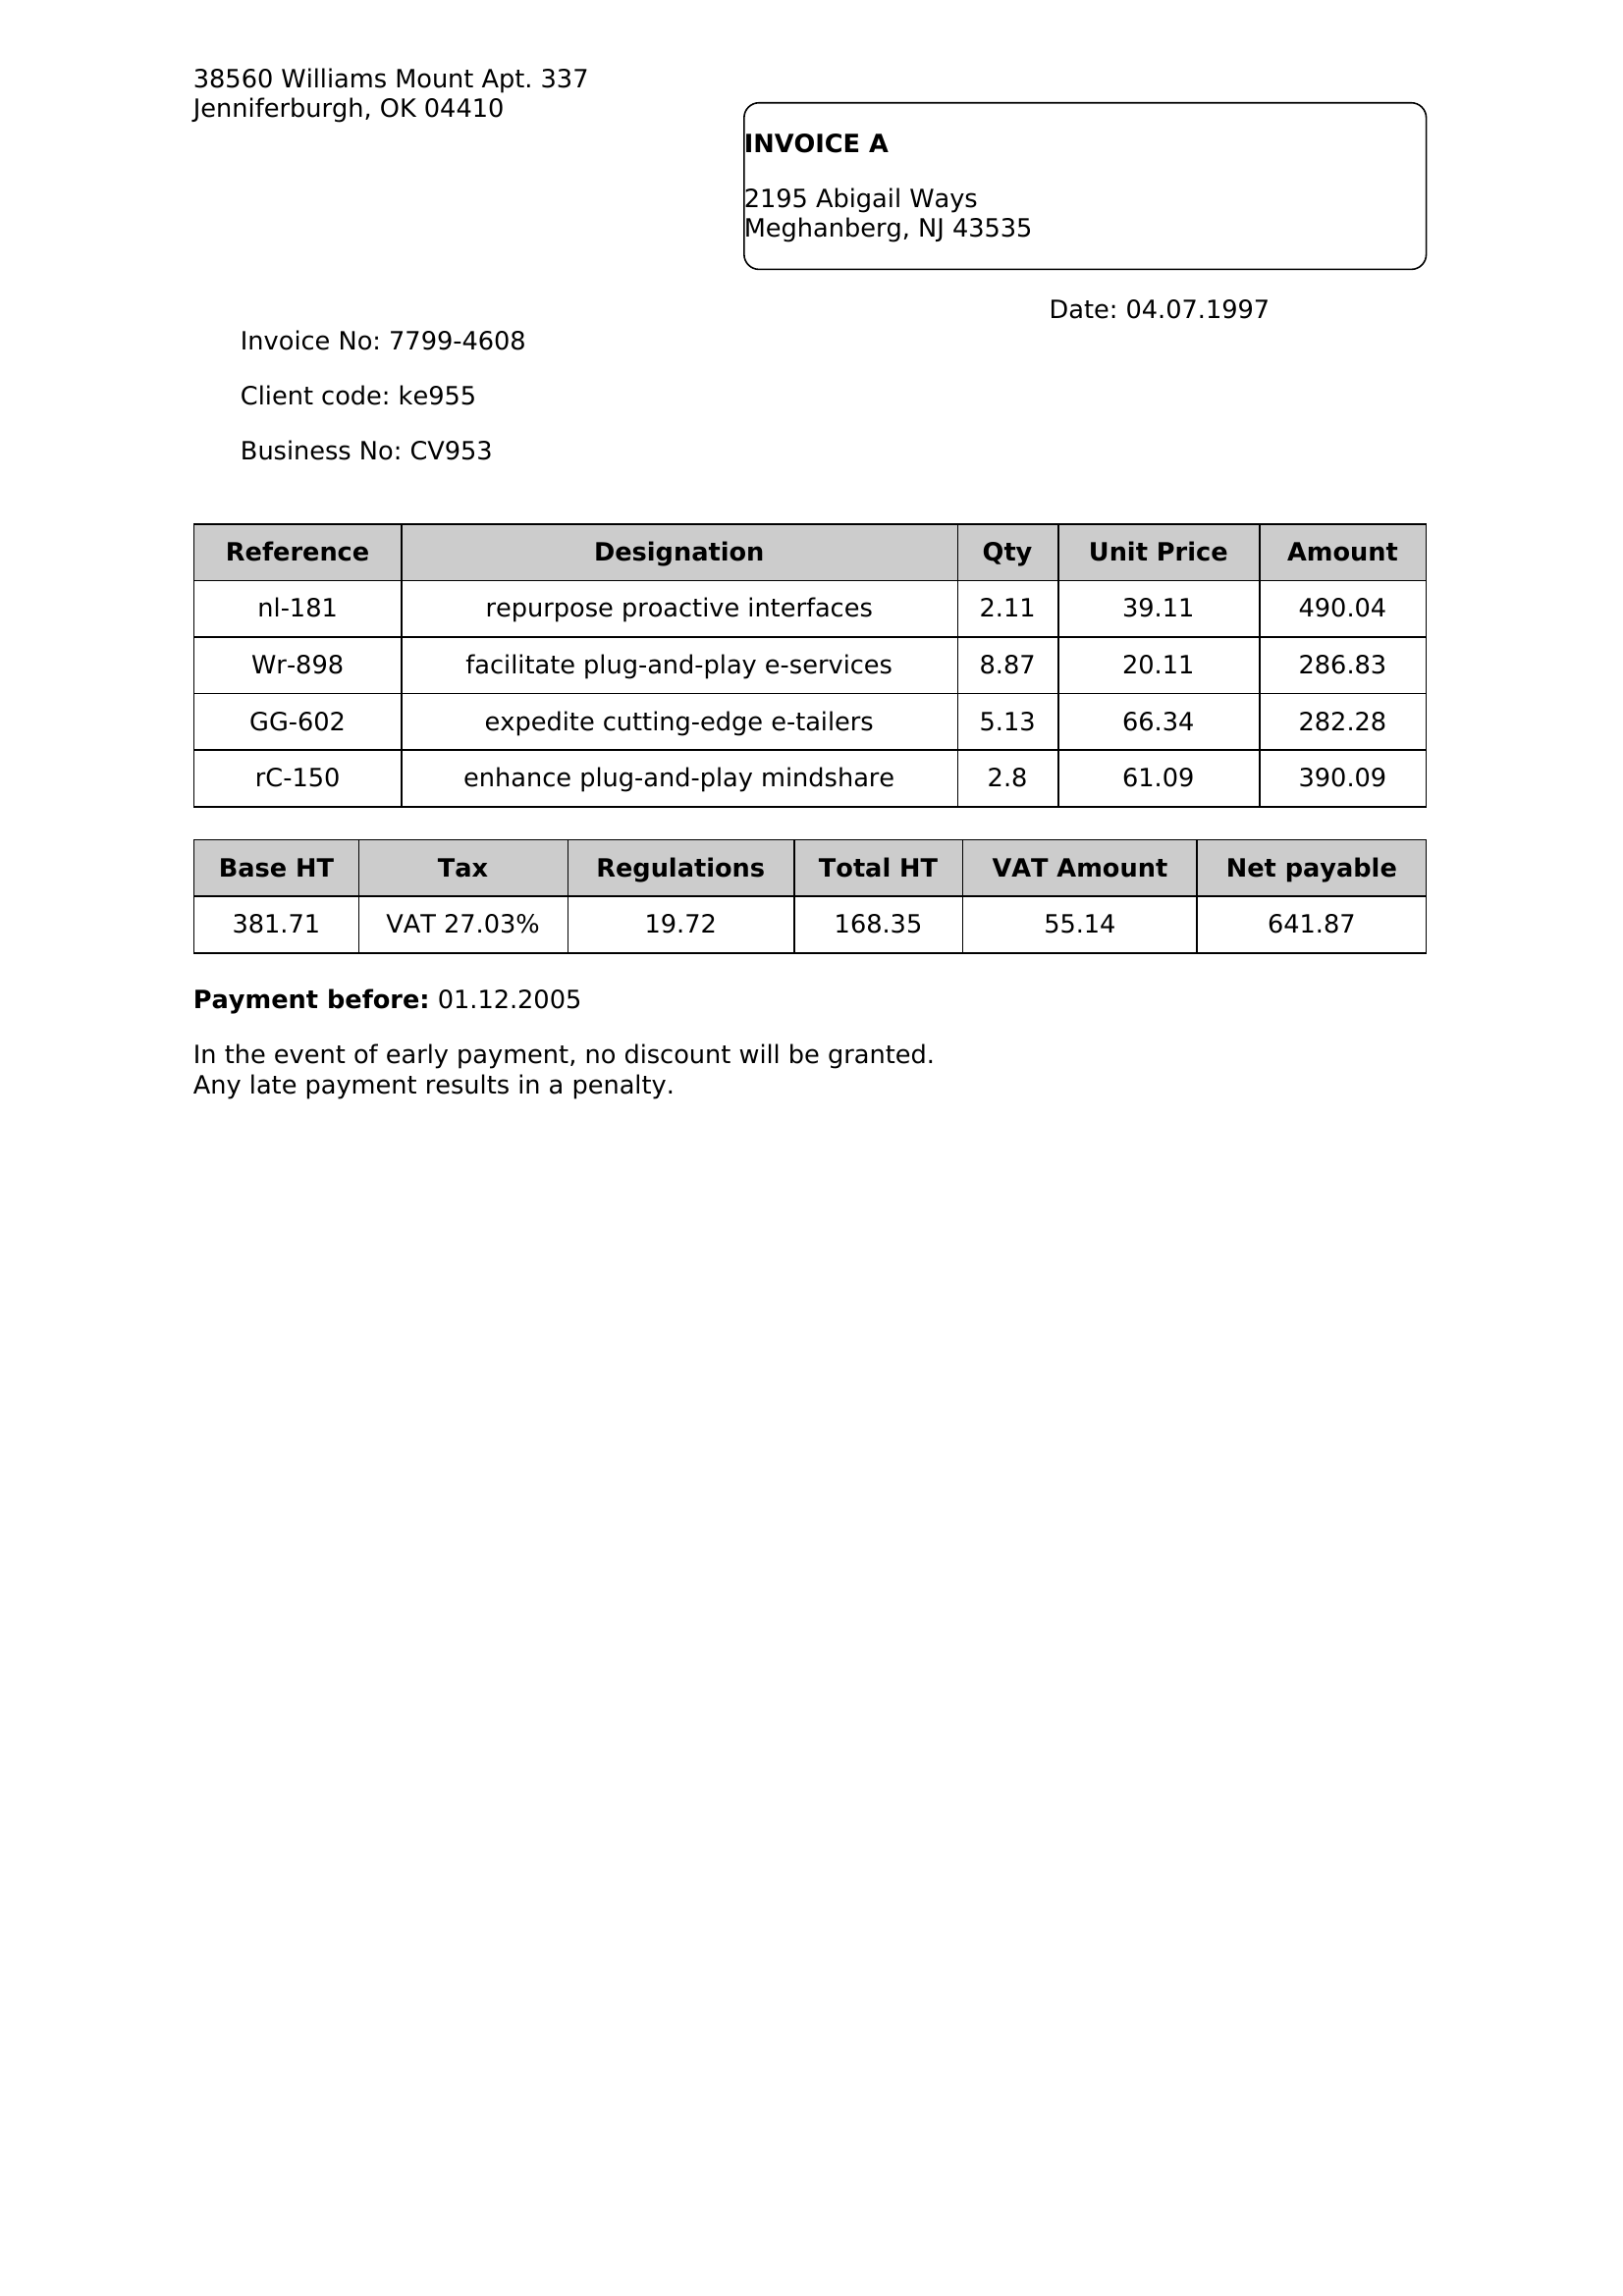 38560 Williams Mount Apt. 337
Jenniferburgh, OK 04410
INVOICE A
2195 Abigail Ways
Meghanberg, NJ 43535
Date: 04.07.1997
Invoice No: 7799-4608
Client code: ke955
Business No: CV953
Reference Designation Qty Unit Price Amount
nl-181 repurpose proactive interfaces 2.11 39.11 490.04
Wr-898 facilitate plug-and-play e-services 8.87 20.11 286.83
GG-602 expedite cutting-edge e-tailers 5.13 66.34 282.28
rC-150 enhance plug-and-play mindshare 2.8 61.09 390.09
Base HT Tax Regulations Total HT VAT Amount Net payable
381.71 VAT 27.03% 19.72 168.35 55.14 641.87
Payment before: 01.12.2005
In the event of early payment, no discount will be granted.
Any late payment results in a penalty.